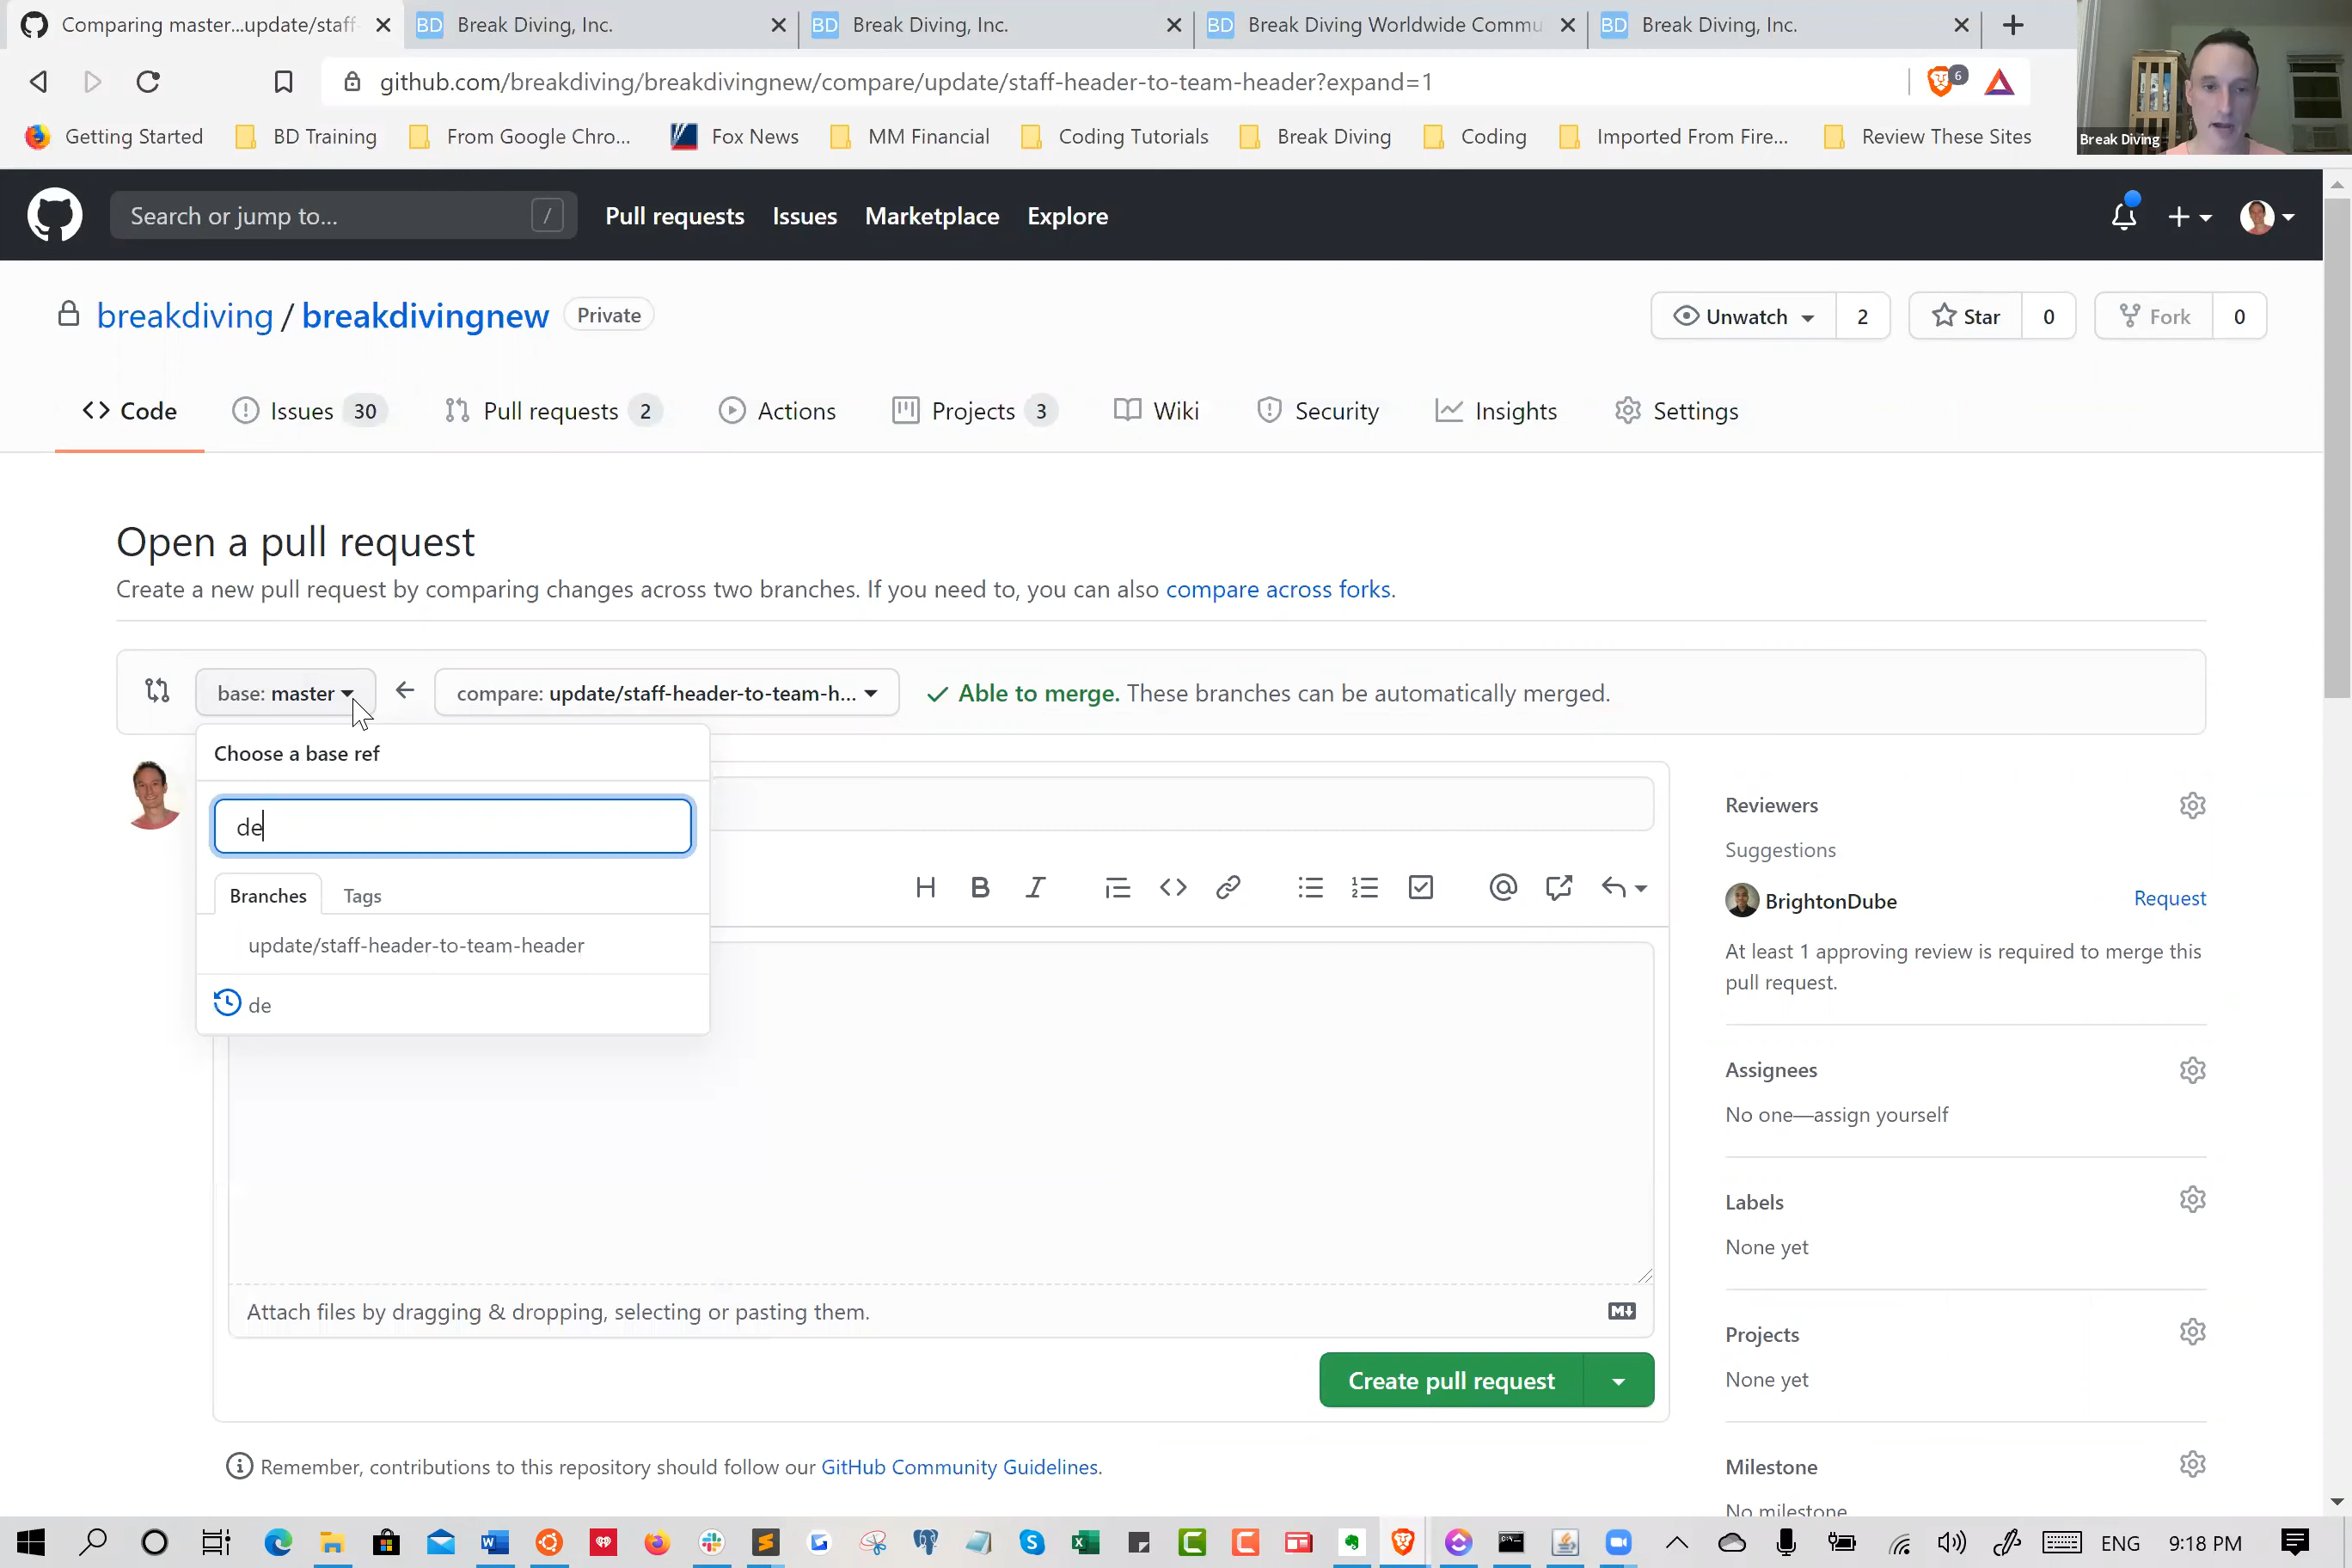 Comparing master...update/staff-
BD Break Diving, Inc.
BD Break Diving, Inc.
BD Break Diving Worldwide Commu
BD Break Diving, Inc.
github.com/breakdiving/breakdivingnew/compare/update/staff-header-to-team-header?expand=1
6
Getting Started
BD Training
From Google Chro...
Fox News
MM Financial
Coding Tutorials
Break Diving
Coding
Imported From Fire...
Review These Sites
Break Diving
Search or jump to...
/
Pull requests
Issues
Marketplace
Explore
breakdiving / breakdivingnew
Private
Unwatch 2
Star 0
Fork 0
Code
Issues 30
Pull requests 2
Actions
Projects 3
Wiki
Security
Insights
Settings
Open a pull request
Create a new pull request by comparing changes across two branches. If you need to, you can also compare across forks.
base: master
compare: update/staff-header-to-team-h...
Able to merge. These branches can be automatically merged.
Choose a base ref
de
Branches
Tags
update/staff-header-to-team-header
de
Attach files by dragging & dropping, selecting or pasting them.
Create pull request
Remember, contributions to this repository should follow our GitHub Community Guidelines.
Reviewers
Suggestions
BrightonDube
Request
At least 1 approving review is required to merge this
pull request.
Assignees
No one—assign yourself
Labels
None yet
Projects
None yet
Milestone
No milestone
ENG
9:18 PM